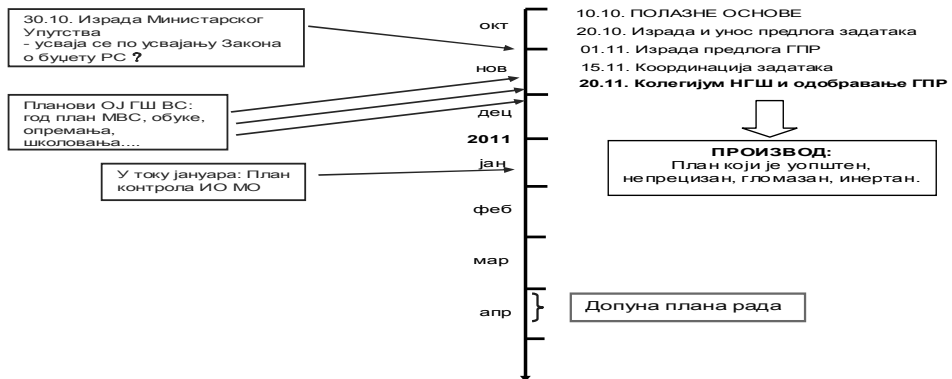 30.10. Израда Министарског
Упутства
- усваја се по усвајању Закона
о буџету РС ?
Планови ОЈ ГШ ВС:
год план МВС, обуке,
опремања,
школовања....
У току јануара: План
контрола ИО МО
окт
нов
дец
2011
јан
феб
мар
апр
10.10. ПОЛАЗНЕ ОСНОВЕ
20.10. Израда и унос предлога задатака
01.11. Израда предлога ГПР
15.11. Координација задатака
20.11. Колегијум НГШ и одобравање ГПР
ПРОИЗВОД:
План који је уопштен,
непрецизан, гломазан, инертан.
Допуна плана рада